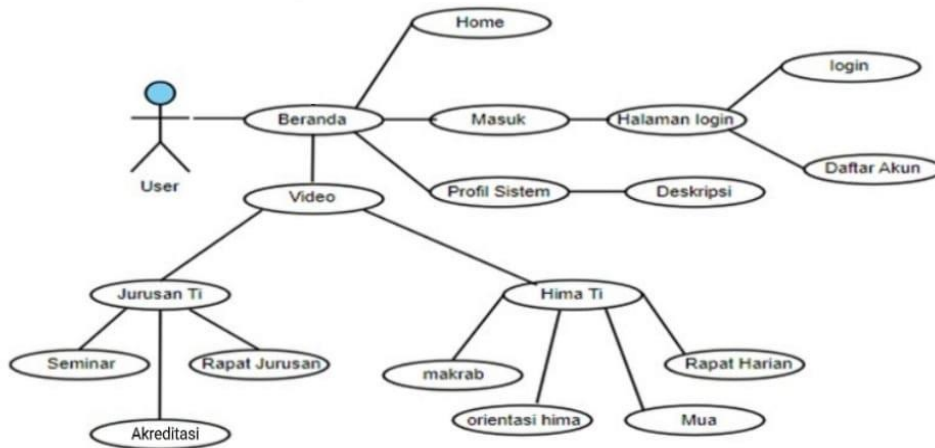 Home
login
Beranda
Masuk
Halaman login
Daftar Akun
User
Video
Profil Sistem
Deskripsi
Jurusan Ti
Hima Ti
Seminar
Rapat Jurusan
makrab
Rapat Harian
Akreditasi
orientasi hima
Mua